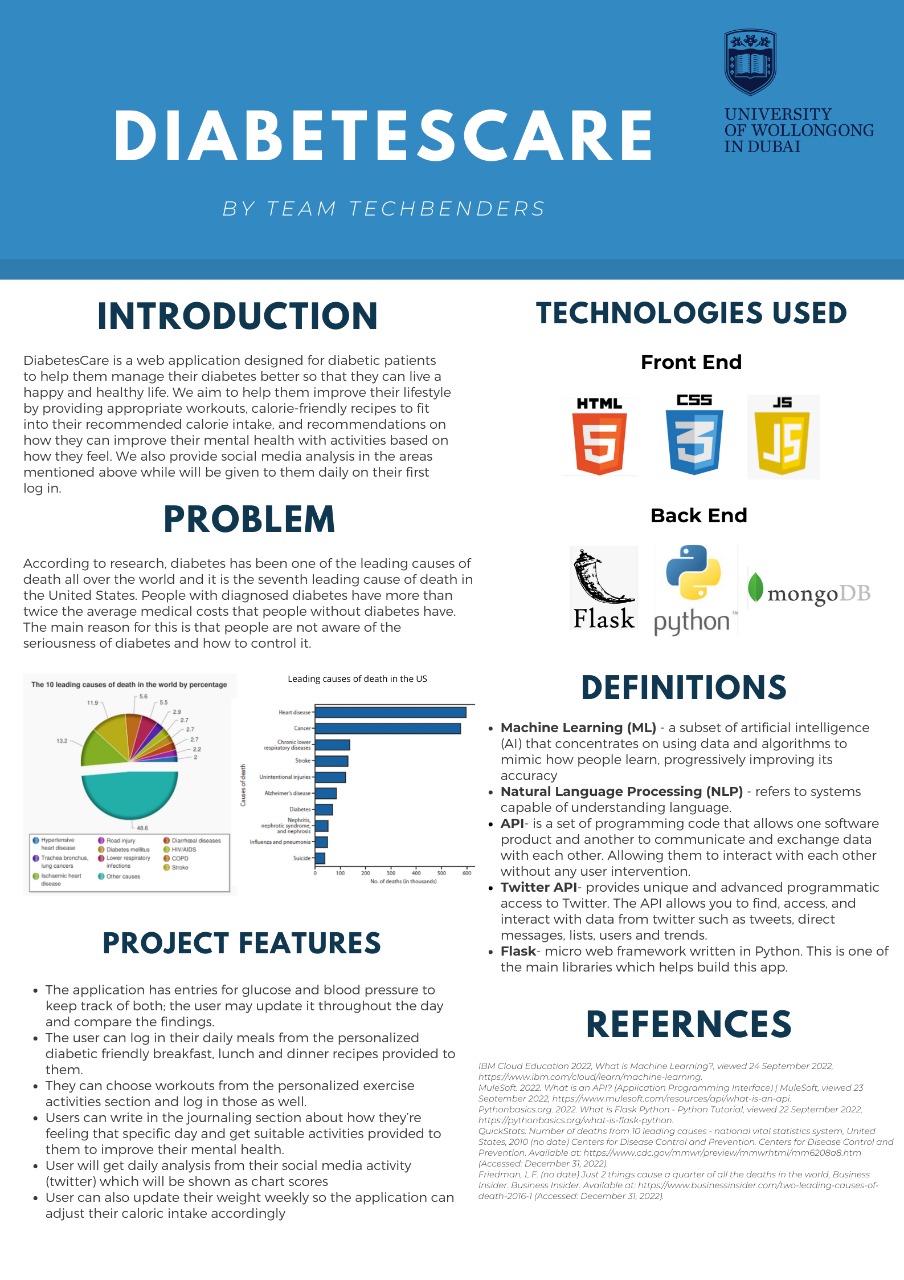 UNIVERSITY
OF WOLLONGONG
IN DUBAI
DIABETESCARE
BY TEAM TECHBENDERS
INTRODUCTION
DiabetesCare is a web application designed for diabetic patients
to help them manage their diabetes better so that they can live a
happy and healthy life. We aim to help them improve their lifestyle
by providing appropriate workouts, calorie-friendly recipes to fit
into their recommended calorie intake, and recommendations on
how they can improve their mental health with activities based on
how they feel. We also provide social media analysis in the areas
mentioned above while will be given to them daily on their first
log in.
PROBLEM
According to research, diabetes has been one of the leading causes of
death all over the world and it is the seventh leading cause of death in
the United States. People with diagnosed diabetes have more than
twice the average medical costs that people without diabetes have.
The main reason for this is that people are not aware of the
seriousness of diabetes and how to control it.
The 10 leading causes of death in the world by percentage
5.6
11.9
5.5
2.9
2.7
2.7
2.7
2.2
2
13.2
48.6
Hypertensive
heart disease
Trachea bronchus,
lung cancers
Ischaemic heart
disease
Road injury
Diabetes mellitus
Lower respiratory
infections
Other causes
Diarrhoeal diseases
HIV/AIDS
COPD
Stroke
Leading causes of death in the US
Causes of death
Heart disease
Cancer
Chronic lower
respiratory diseases
Stroke
Unintentional injuries
Alzheimer's disease
Diabetes
Nephritis,
nephrotic syndrome,
and nephrosis
Influenza and pneumonia
Suicide
0 100 200 300 400 500 600
No. of deaths (in thousands)
PROJECT FEATURES
• The application has entries for glucose and blood pressure to
keep track of both; the user may update it throughout the day
and compare the findings.
• The user can log in their daily meals from the personalized
diabetic friendly breakfast, lunch and dinner recipes provided to
them.
• They can choose workouts from the personalized exercise
activities section and log in those as well.
• Users can write in the journaling section about how they're
feeling that specific day and get suitable activities provided to
them to improve their mental health.
• User will get daily analysis from their social media activity
(twitter) which will be shown as chart scores
• User can also update their weight weekly so the application can
adjust their caloric intake accordingly
TECHNOLOGIES USED
Front End
HTML CSS JS
5 3 JS
Back End
Flask python™ mongoDB
DEFINITIONS
• Machine Learning (ML) - a subset of artificial intelligence
(AI) that concentrates on using data and algorithms to
mimic how people learn, progressively improving its
accuracy
• Natural Language Processing (NLP) - refers to systems
capable of understanding language.
• API- is a set of programming code that allows one software
product and another to communicate and exchange data
with each other. Allowing them to interact with each other
without any user intervention.
• Twitter API- provides unique and advanced programmatic
access to Twitter. The API allows you to find, access, and
interact with data from twitter such as tweets, direct
messages, lists, users and trends.
• Flask- micro web framework written in Python. This is one of
the main libraries which helps build this app.
REFERNCES
IBM Cloud Education 2022, What is Machine Learning?, viewed 24 September 2022,
https://www.ibm.com/cloud/learn/machine-learning.
MuleSoft. 2022. What is an API? (Application Programming Interface) | MuleSoft, viewed 23
September 2022, https://www.mulesoft.com/resources/api/what-is-an-api.
Pythonbasics.org. 2022. What is Flask Python - Python Tutorial, viewed 22 September 2022,
https://pythonbasics.org/what-is-flask-python.
QuickStats. Number of deaths from 10 leading causes - national vital statistics system, United
States, 2010 (no date) Centers for Disease Control and Prevention. Centers for Disease Control and
Prevention. Available at: https://www.cdc.gov/mmwr/preview/mmwrhtml/mm6208a8.htm
(Accessed: December 31, 2022).
Friedman, L.F. (no date) Just 2 things cause a quarter of all the deaths in the world, Business
Insider. Business Insider. Available at: https://www.businessinsider.com/two-leading-causes-of-
death-2016-1 (Accessed: December 31, 2022).